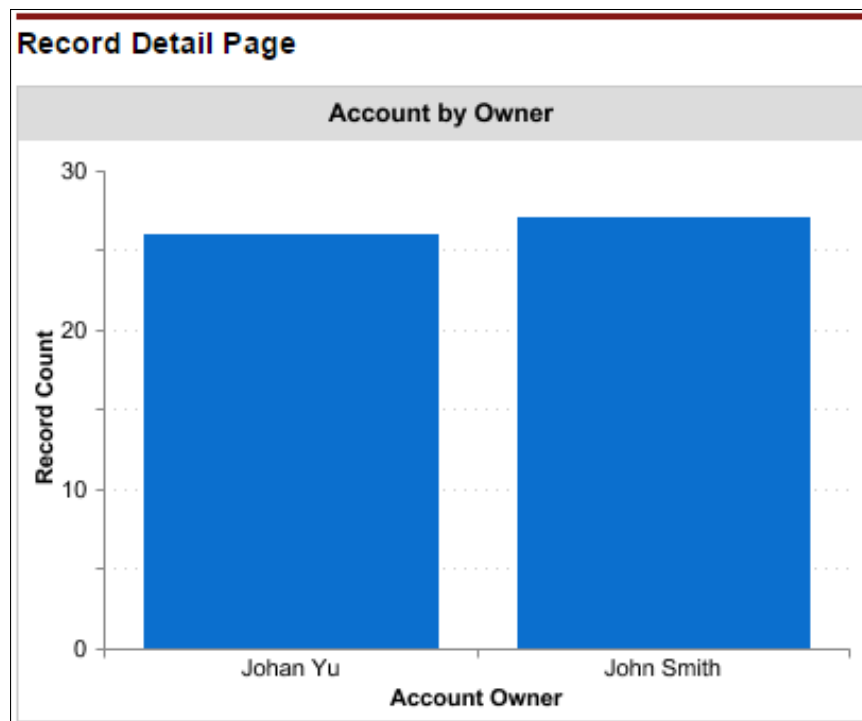 Record Detail Page
Account by Owner
30
20
10
0
Record Count
Johan Yu
John Smith
Account Owner